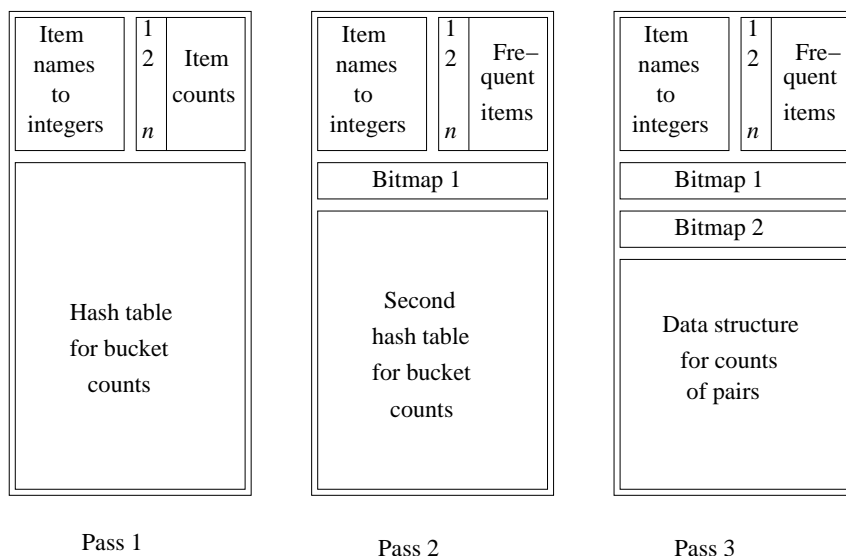 Item
names
to
integers
1
2
n
Item
counts
Hash table
for bucket
counts
Pass 1
Item
names
to
integers
1
2
n
Fre−
quent
items
Bitmap 1
Second
hash table
for bucket
counts
Pass 2
Item
names
to
integers
1
2
n
Fre−
quent
items
Bitmap 1
Bitmap 2
Data structure
for counts
of pairs
Pass 3